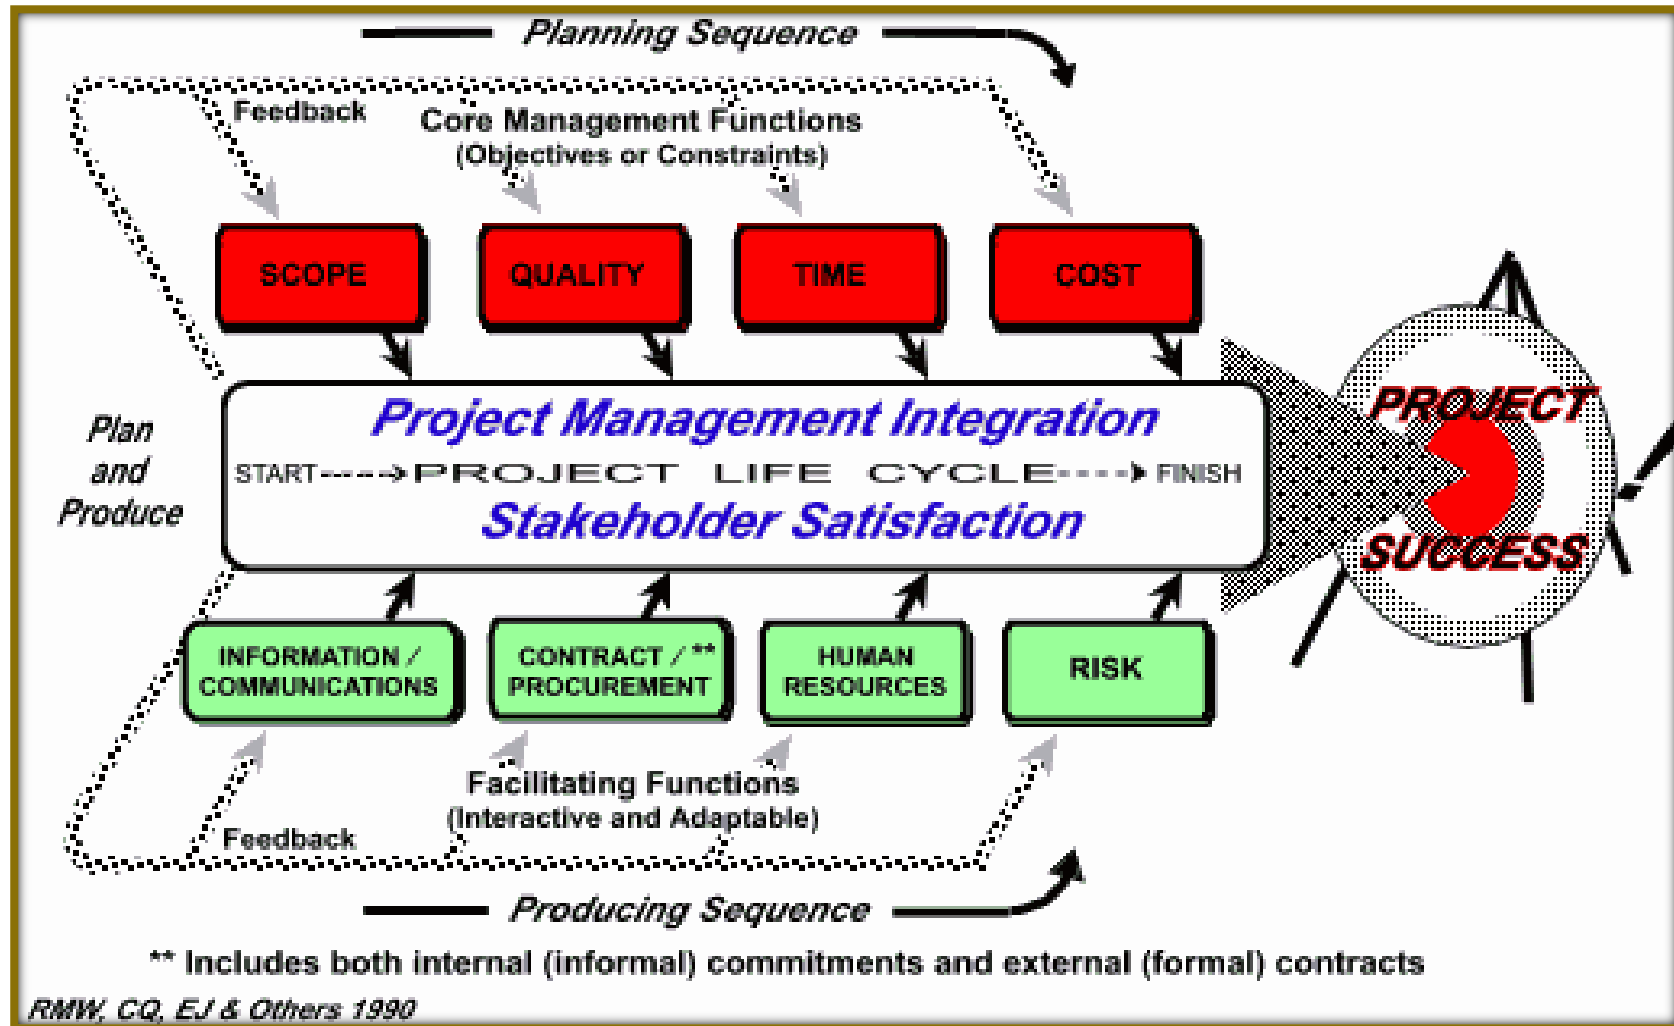 Planning Sequence
Feedback
Core Management Functions
(Objectives or Constraints)
SCOPE
QUALITY
TIME
COST
Plan
and
Produce
Project Management Integration
START PROJECT LIFE CYCLE FINISH
Stakeholder Satisfaction
PROJECT
SUCCESS
INFORMATION /
COMMUNICATIONS
CONTRACT / **
PROCUREMENT
HUMAN
RESOURCES
RISK
Facilitating Functions
(Interactive and Adaptable)
Feedback
Producing Sequence
** Includes both internal (informal) commitments and external (formal) contracts
RMW, CQ, EJ & Others 1990